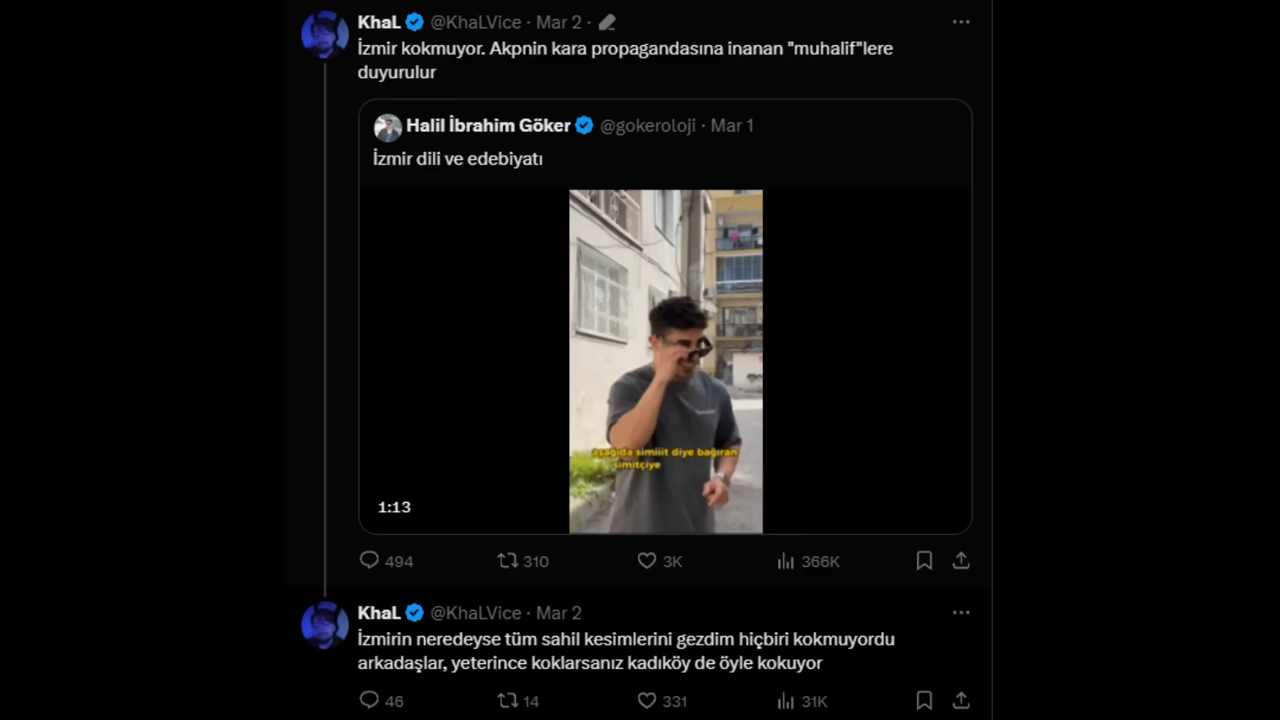 KhaL @KhaLVice · Mar 2 ·
İzmir kokmuyor. Akpnin kara propagandasına inanan "muhalif"lere
duyurulur
Halil İbrahim Göker @gokeroloji · Mar 1
İzmir dili ve edebiyatı
aşağıda simiiit diye bağıran
simitçiye
1:13
494 310 3K 366K
KhaL @KhaLVice · Mar 2
İzmirin neredeyse tüm sahil kesimlerini gezdim hiçbiri kokmuyordu
arkadaşlar, yeterince koklarsanız kadıköy de öyle kokuyor
46 14 331 31K